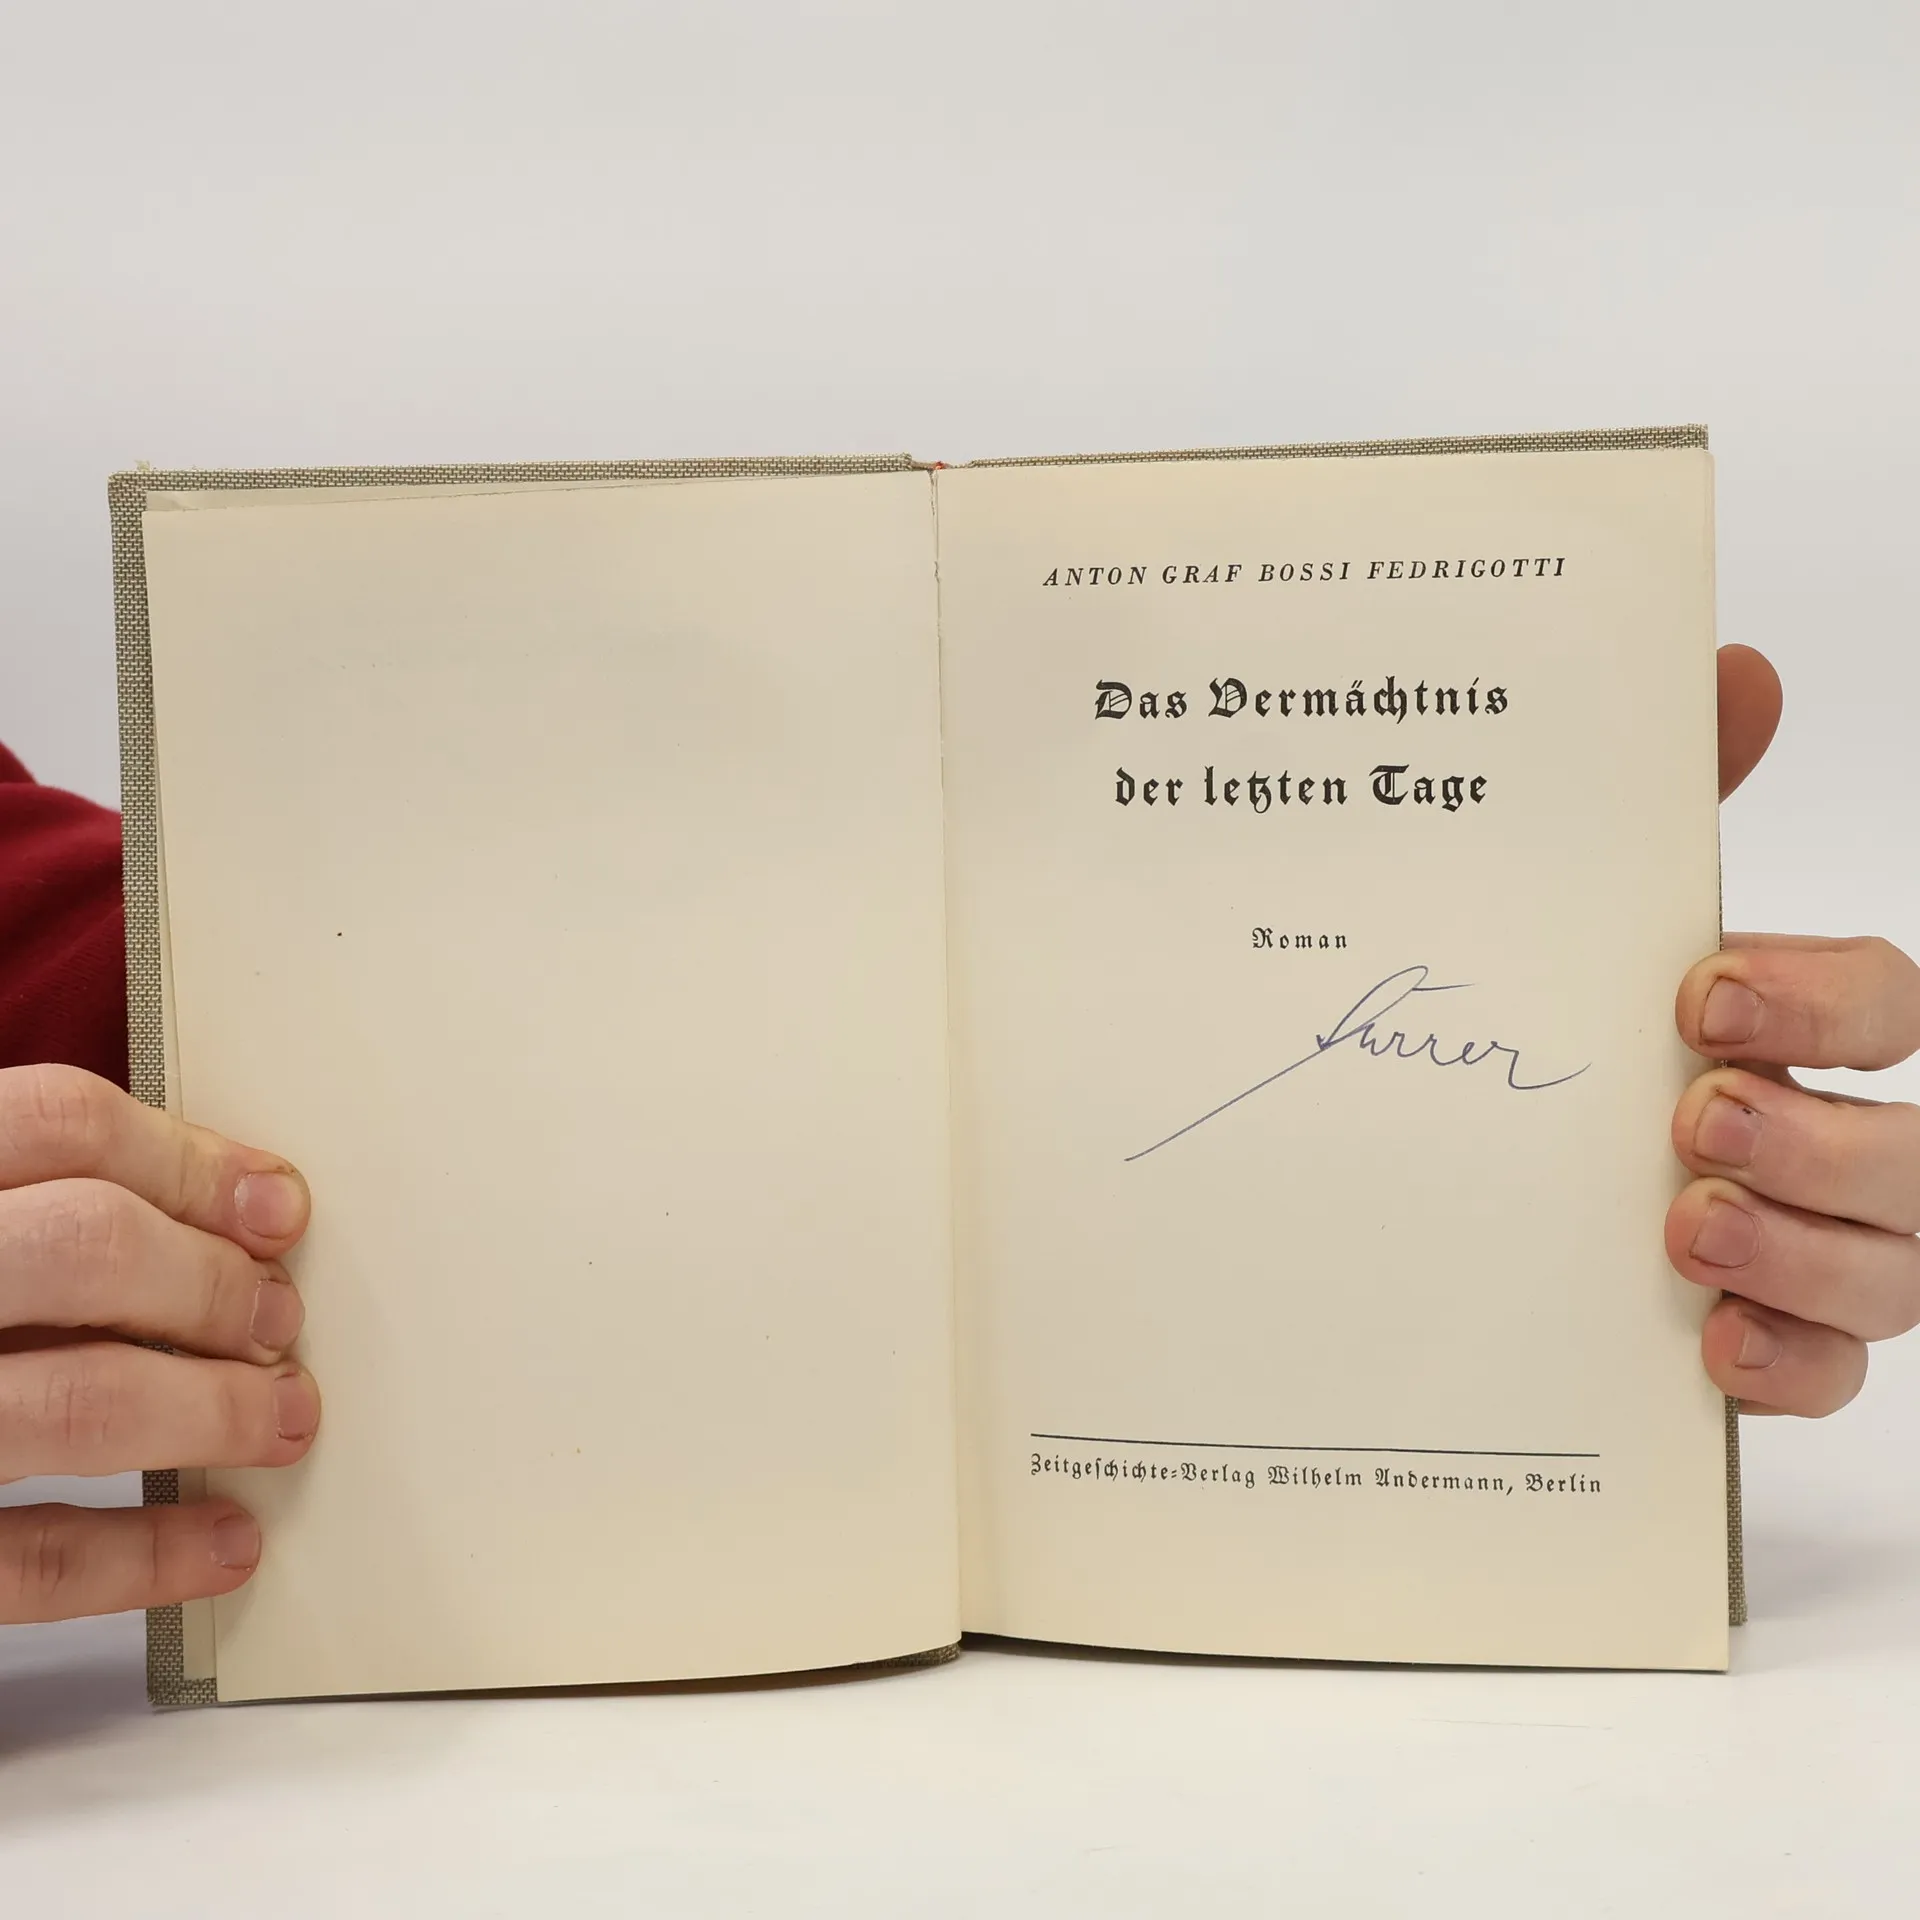 ANTON GRAF BOSSI FEDRIGOTTI
Das Vermächtnis
der letzten Tage
Roman
Zeitgeschichte-Verlag Wilhelm Andermann, Berlin